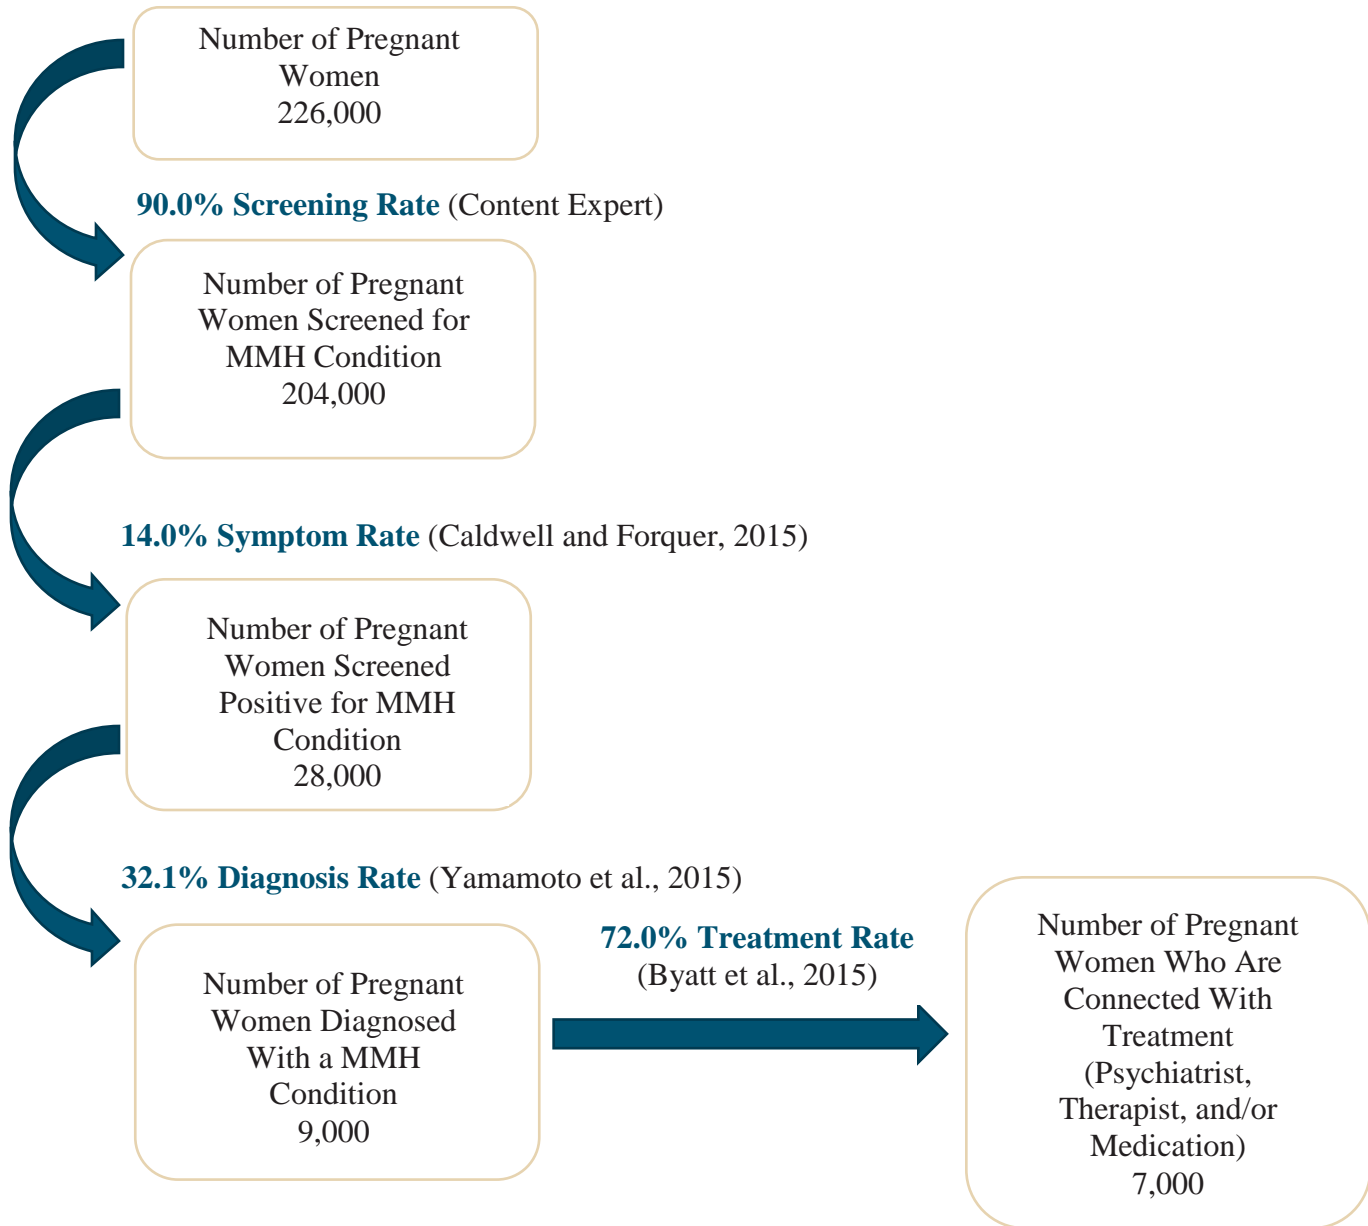 Number of Pregnant
Women
226,000
90.0% Screening Rate (Content Expert)
Number of Pregnant
Women Screened for
MMH Condition
204,000
14.0% Symptom Rate (Caldwell and Forquer, 2015)
Number of Pregnant
Women Screened
Positive for MMH
Condition
28,000
32.1% Diagnosis Rate (Yamamoto et al., 2015)
Number of Pregnant
Women Diagnosed
With a MMH
Condition
9,000
72.0% Treatment Rate
(Byatt et al., 2015)
Number of Pregnant
Women Who Are
Connected With
Treatment
(Psychiatrist,
Therapist, and/or
Medication)
7,000